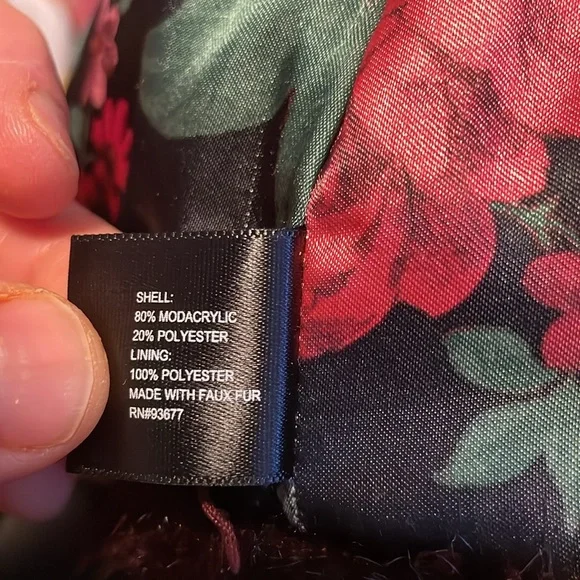 SHELL:
80% MODACRYLIC
20% POLYESTER
LINING:
100% POLYESTER
MADE WITH FAUX FUR
RN#93677